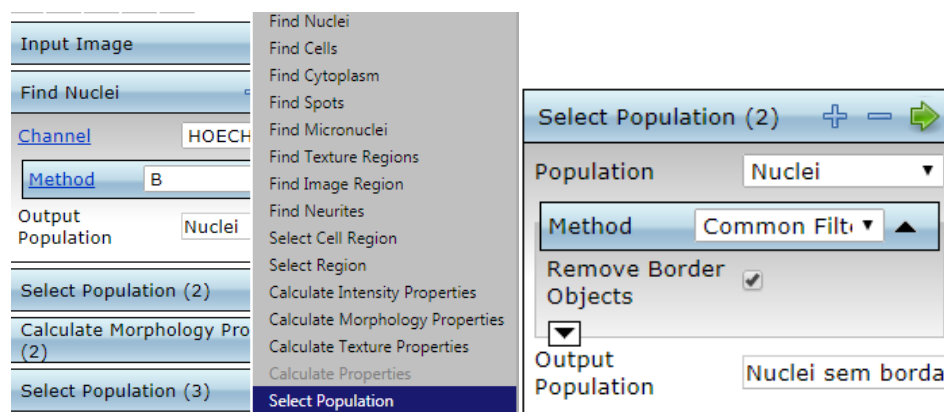 Input Image
Find Nuclei
Channel
HOECH
Method
B
Output
Population
Nuclei
Select Population (2)
Calculate Morphology Pro
(2)
Select Population (3)
Find Nuclei
Find Cells
Find Cytoplasm
Find Spots
Find Micronuclei
Find Texture Regions
Find Image Region
Find Neurites
Select Cell Region
Select Region
Calculate Intensity Properties
Calculate Morphology Properties
Calculate Texture Properties
Calculate Properties
Select Population
Select Population (2)
Population
Nuclei
Method
Common Filt
Remove Border
Objects
Output
Population
Nuclei sem borda